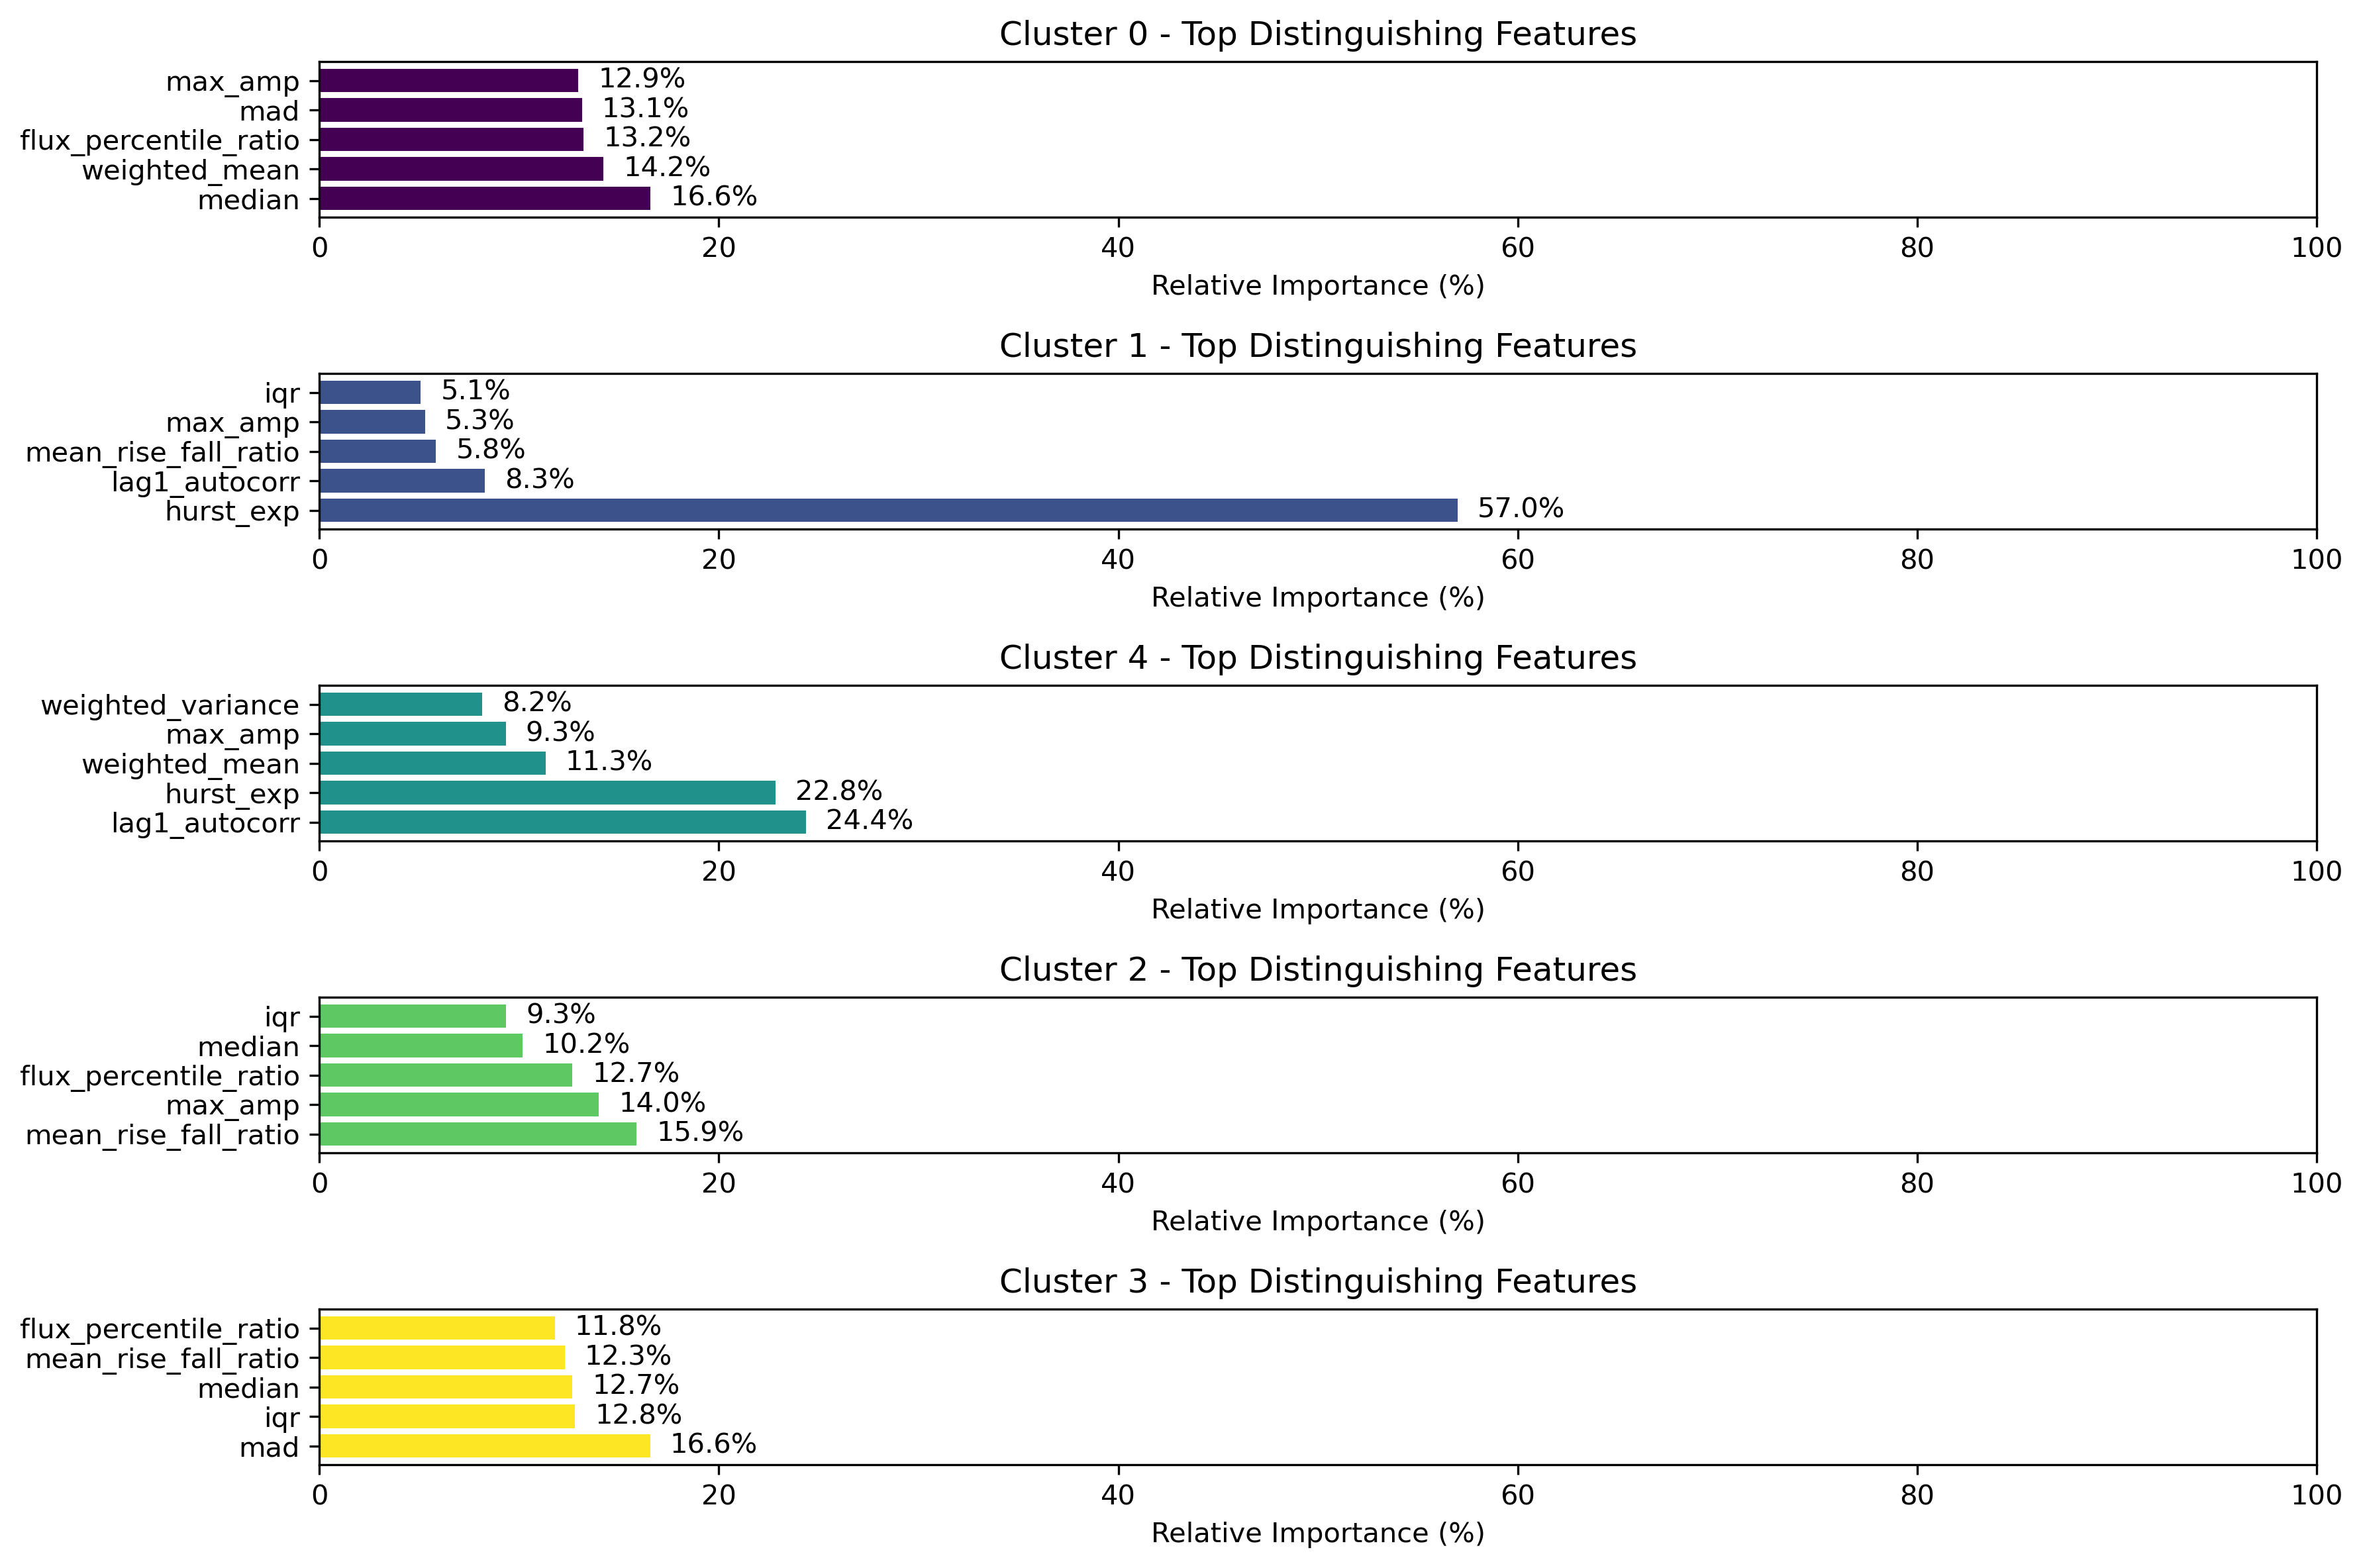 Cluster 0 - Top Distinguishing Features
max_amp 12.9%
mad 13.1%
flux_percentile_ratio 13.2%
weighted_mean 14.2%
median 16.6%
0 20 40 60 80 100
Relative Importance (%)
Cluster 1 - Top Distinguishing Features
iqr 5.1%
max_amp 5.3%
mean_rise_fall_ratio 5.8%
lag1_autocorr 8.3%
hurst_exp 57.0%
0 20 40 60 80 100
Relative Importance (%)
Cluster 4 - Top Distinguishing Features
weighted_variance 8.2%
max_amp 9.3%
weighted_mean 11.3%
hurst_exp 22.8%
lag1_autocorr 24.4%
0 20 40 60 80 100
Relative Importance (%)
Cluster 2 - Top Distinguishing Features
iqr 9.3%
median 10.2%
flux_percentile_ratio 12.7%
max_amp 14.0%
mean_rise_fall_ratio 15.9%
0 20 40 60 80 100
Relative Importance (%)
Cluster 3 - Top Distinguishing Features
flux_percentile_ratio 11.8%
mean_rise_fall_ratio 12.3%
median 12.7%
iqr 12.8%
mad 16.6%
0 20 40 60 80 100
Relative Importance (%)